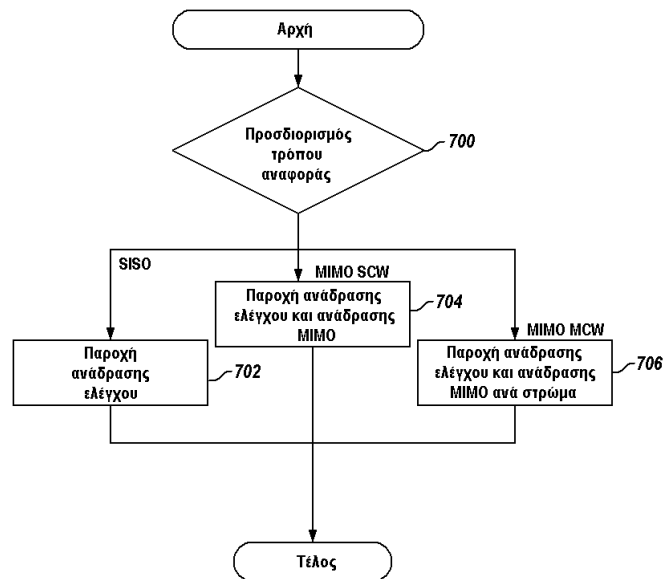 Αρχή
Προσδιορισμός
τρόπου
αναφοράς
700
SISO
MIMO SCW
Παροχή ανάδρασης
ελέγχου και ανάδρασης
MIMO
704
MIMO MCW
Παροχή
ανάδρασης
ελέγχου
702
Παροχή ανάδρασης
ελέγχου και ανάδρασης
MIMO ανά στρώμα
706
Τέλος